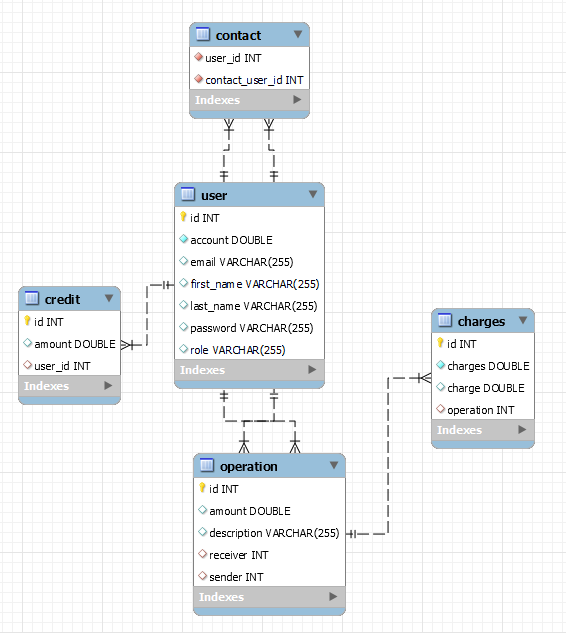 contact
user_id INT
contact_user_id INT
Indexes
user
id INT
account DOUBLE
email VARCHAR(255)
first_name VARCHAR(255)
last_name VARCHAR(255)
password VARCHAR(255)
role VARCHAR(255)
Indexes
credit
id INT
amount DOUBLE
user_id INT
Indexes
charges
id INT
charges DOUBLE
charge DOUBLE
operation INT
Indexes
operation
id INT
amount DOUBLE
description VARCHAR(255)
receiver INT
sender INT
Indexes